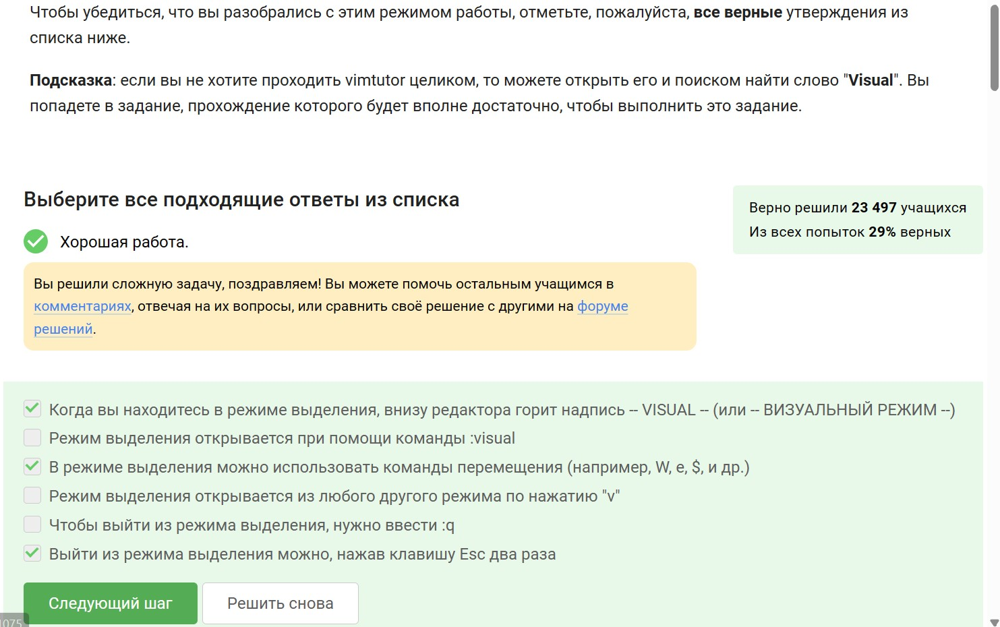 Чтобы убедиться, что вы разобрались с этим режимом работы, отметьте, пожалуйста, все верные утверждения из
списка ниже.
Подсказка: если вы не хотите проходить vimtutor целиком, то можете открыть его и поиском найти слово "Visual". Вы
попадете в задание, прохождение которого будет вполне достаточно, чтобы выполнить это задание.
Выберите все подходящие ответы из списка
Верно решили 23 497 учащихся
Из всех попыток 29% верных
Хорошая работа.
Вы решили сложную задачу, поздравляем! Вы можете помочь остальным учащимся в
комментариях, отвечая на их вопросы, или сравнить своё решение с другими на форуме
решений.
Когда вы находитесь в режиме выделения, внизу редактора горит надпись -- VISUAL -- (или -- ВИЗУАЛЬНЫЙ РЕЖИМ --)
Режим выделения открывается при помощи команды :visual
В режиме выделения можно использовать команды перемещения (например, W, e, $, и др.)
Режим выделения открывается из любого другого режима по нажатию "v"
Чтобы выйти из режима выделения, нужно ввести :q
Выйти из режима выделения можно, нажав клавишу Esc два раза
Следующий шаг
Решить снова